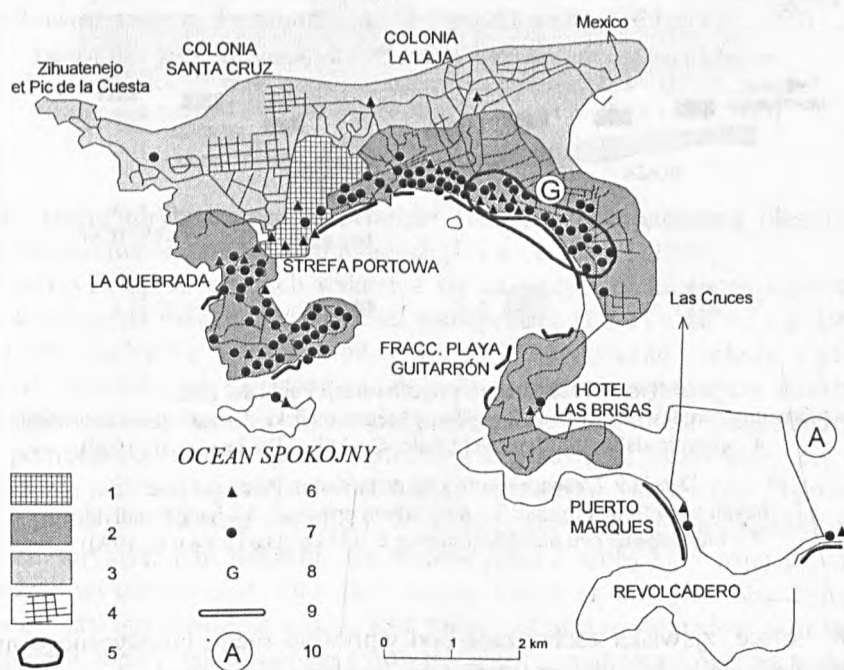 Mexico
COLONIA
SANTA CRUZ
COLONIA
LA LAJA
Zihuatenejo
et Pic de la Cuesta
G
LA QUEBRADA
STREFA PORTOWA
Las Cruces
FRACC. PLAYA
GUITARRÓN
HOTEL
LAS BRISAS
A
OCEAN SPOKOJNY
PUERTO
MARQUES
REVOLCADERO
1 6
2 7
3 G 8
4 9
5 A 10
1 2 km